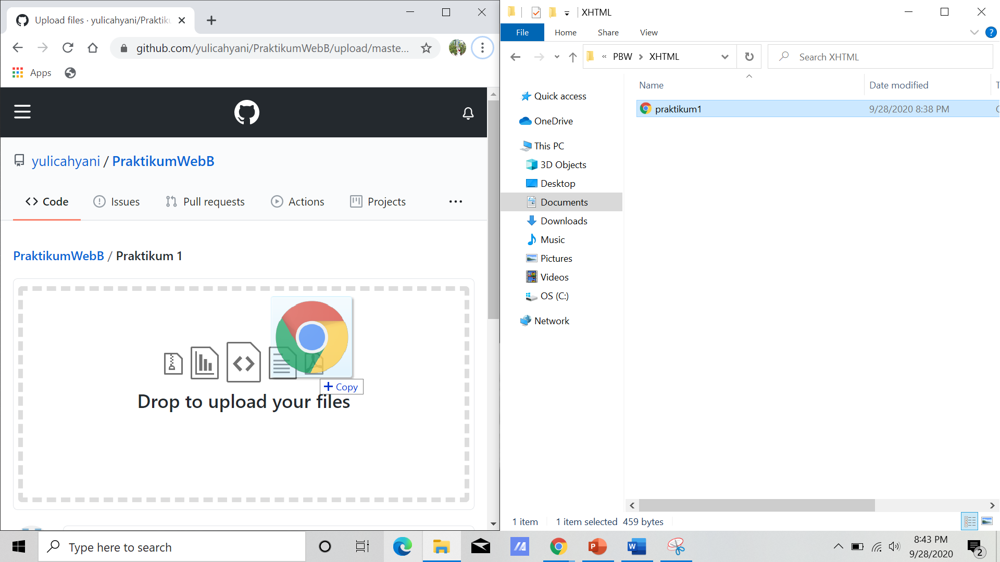 Upload files · yulicahyani/Praktiku
github.com/yulicahyani/PraktikumWebB/upload/maste...
Apps
yulicahyani / PraktikumWebB
Code
Issues
Pull requests
Actions
Projects
PraktikumWebB / Praktikum 1
Copy
Drop to upload your files
XHTML
File
Home
Share
View
« PBW > XHTML
Search XHTML
Name
Date modified
praktikum1
9/28/2020 8:38 PM
Quick access
OneDrive
This PC
3D Objects
Desktop
Documents
Downloads
Music
Pictures
Videos
OS (C:)
Network
1 item
1 item selected 459 bytes
Type here to search
8:43 PM
9/28/2020
2